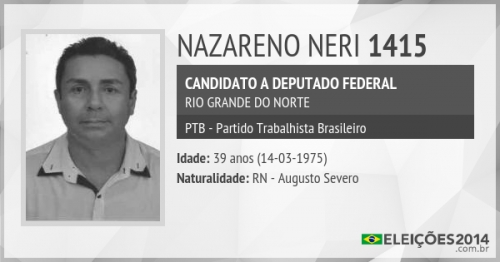 NAZARENO NERI 1415
CANDIDATO A DEPUTADO FEDERAL
RIO GRANDE DO NORTE
PTB - Partido Trabalhista Brasileiro
Idade: 39 anos (14-03-1975)
Naturalidade: RN - Augusto Severo
ELEIÇÕES2014
.com.br